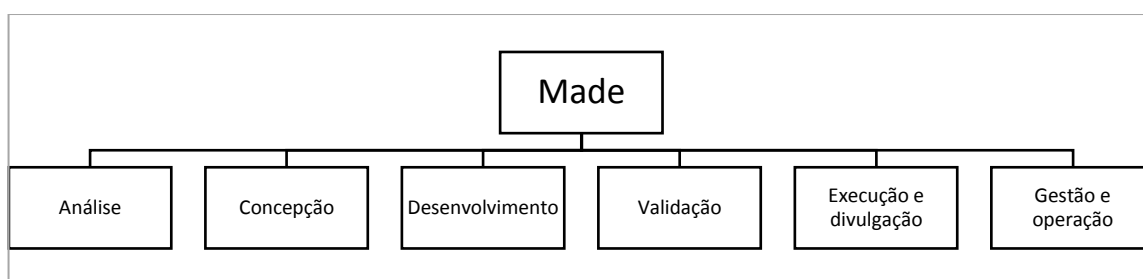 Made
Análise
Concepção
Desenvolvimento
Validação
Execução e
divulgação
Gestão e
operação